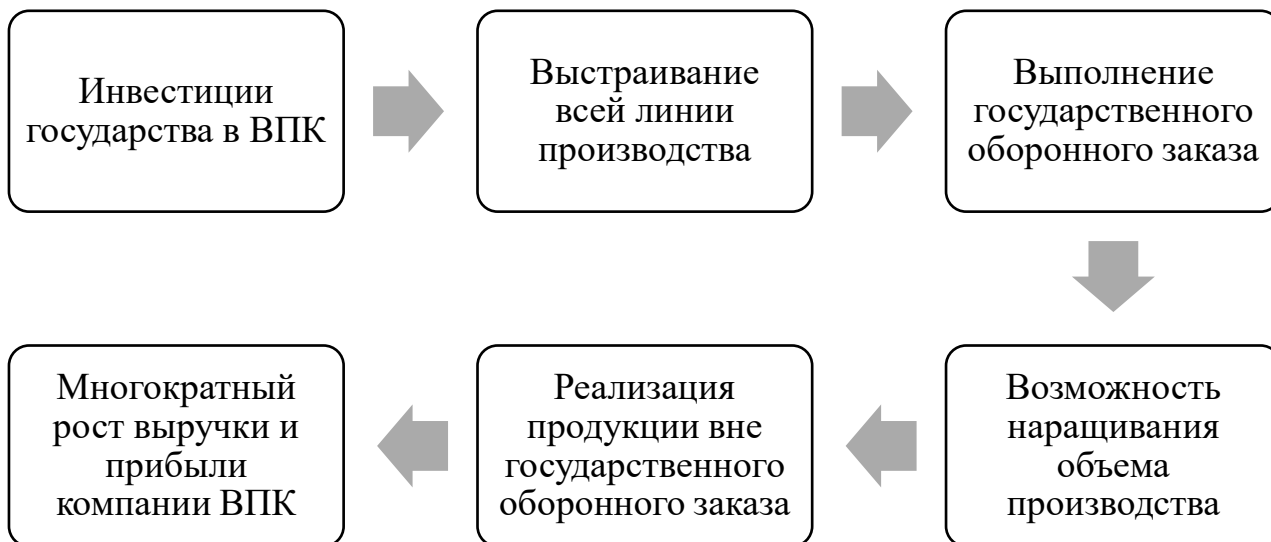 Инвестиции
государства в ВПК
Выстраивание
всей линии
производства
Выполнение
государственного
оборонного заказа
Возможность
наращивания
объема
производства
Реализация
продукции вне
государственного
оборонного заказа
Многократный
рост выручки и
прибыли
компании ВПК